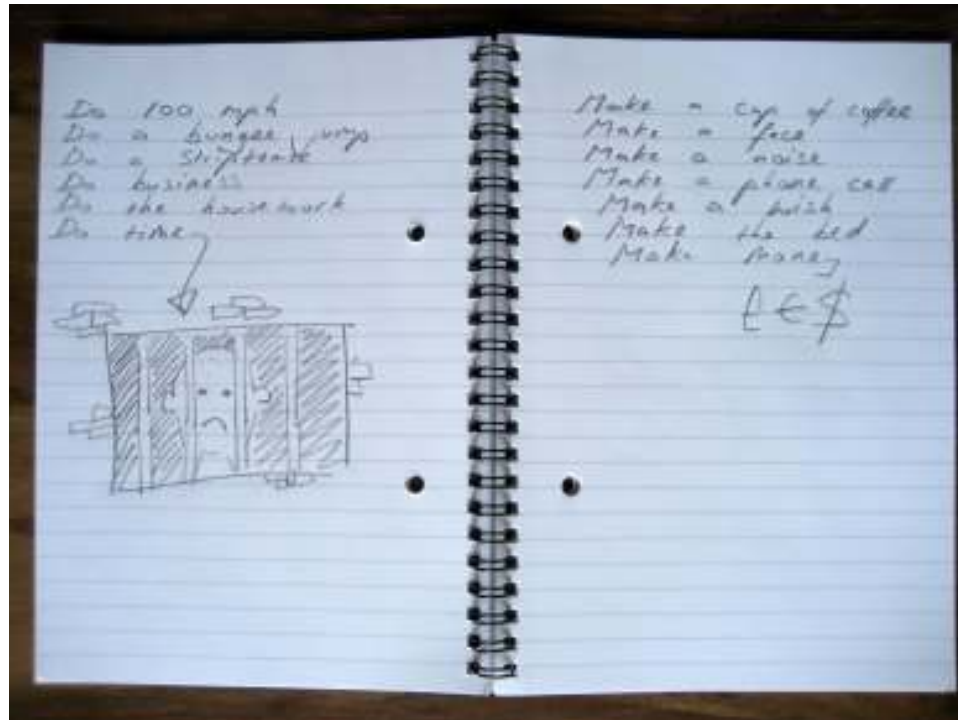 Do 100 mph
Do a bungee jump
Do a striptease
Do business
Do the housework
Do time
Make a cup of coffee
Make a face
Make a noise
Make a phone call
Make a wish
Make the bed
Make money
£ € $